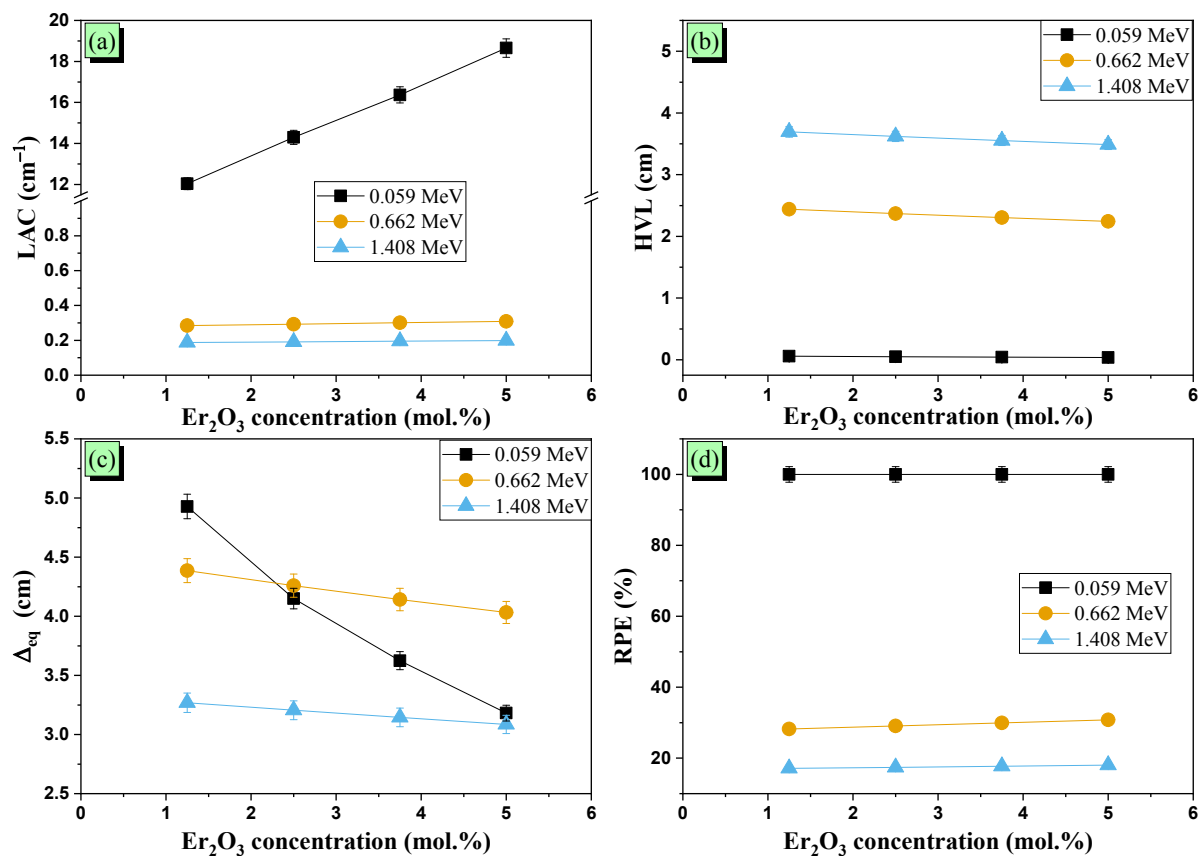 (a)
20
18
16
14
12
0.8
0.6
0.4
0.2
0.0
LAC (cm⁻¹)
0.059 MeV
0.662 MeV
1.408 MeV
0 1 2 3 4 5 6
Er₂O₃ concentration (mol.%)
(b)
5
4
3
2
1
0
HVL (cm)
0.059 MeV
0.662 MeV
1.408 MeV
0 1 2 3 4 5 6
Er₂O₃ concentration (mol.%)
(c)
5.5
5.0
4.5
4.0
3.5
3.0
2.5
Δeq (cm)
0.059 MeV
0.662 MeV
1.408 MeV
0 1 2 3 4 5 6
Er₂O₃ concentration (mol.%)
(d)
100
80
60
40
20
RPE (%)
0.059 MeV
0.662 MeV
1.408 MeV
0 1 2 3 4 5 6
Er₂O₃ concentration (mol.%)